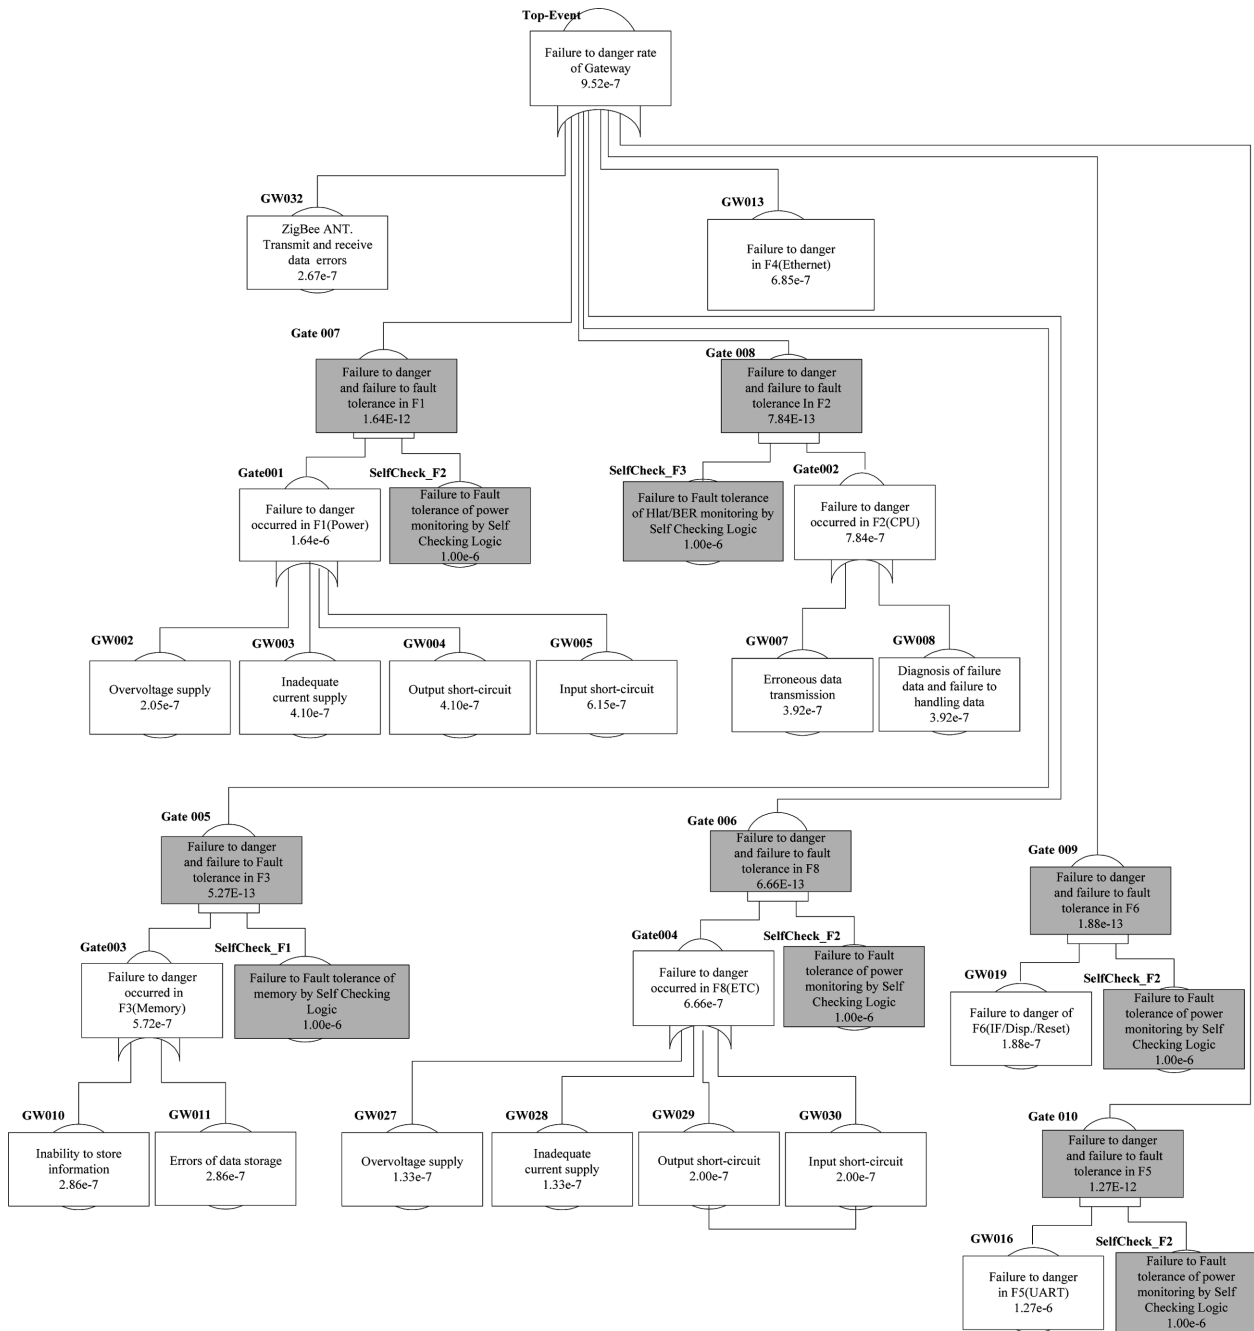 Top-Event
Failure to danger rate
of Gateway
9.52e-7
GW032
ZigBee ANT.
Transmit and receive
data errors
2.67e-7
GW013
Failure to danger
in F4(Ethernet)
6.85e-7
Gate 007
Failure to danger
and failure to fault
tolerance in F1
1.64E-12
Gate 008
Failure to danger
and failure to fault
tolerance In F2
7.84E-13
Gate001
Failure to danger
occurred in F1(Power)
1.64e-6
SelfCheck_F2
Failure to Fault
tolerance of power
monitoring by Self
Checking Logic
1.00e-6
SelfCheck_F3
Failure to Fault tolerance
of Hlat/BER monitoring by
Self Checking Logic
1.00e-6
Gate002
Failure to danger
occurred in F2(CPU)
7.84e-7
GW002
Overvoltage supply
2.05e-7
GW003
Inadequate
current supply
4.10e-7
GW004
Output short-circuit
4.10e-7
GW005
Input short-circuit
6.15e-7
GW007
Erroneous data
transmission
3.92e-7
GW008
Diagnosis of failure
data and failure to
handling data
3.92e-7
Gate 005
Failure to danger
and failure to Fault
tolerance in F3
5.27E-13
Gate 006
Failure to danger
and failure to fault
tolerance in F8
6.66E-13
Gate 009
Failure to danger
and failure to fault
tolerance in F6
1.88e-13
Gate003
Failure to danger
occurred in
F3(Memory)
5.72e-7
SelfCheck_F1
Failure to Fault tolerance of
memory by Self Checking
Logic
1.00e-6
Gate004
Failure to danger
occurred in F8(ETC)
6.66e-7
SelfCheck_F2
Failure to Fault
tolerance of power
monitoring by Self
Checking Logic
1.00e-6
GW019
Failure to danger of
F6(IF/Disp./Reset)
1.88e-7
SelfCheck_F2
Failure to Fault
tolerance of power
monitoring by Self
Checking Logic
1.00e-6
GW010
Inability to store
information
2.86e-7
GW011
Errors of data storage
2.86e-7
GW027
Overvoltage supply
1.33e-7
GW028
Inadequate
current supply
1.33e-7
GW029
Output short-circuit
2.00e-7
GW030
Input short-circuit
2.00e-7
Gate 010
Failure to danger
and failure to fault
tolerance in F5
1.27E-12
GW016
Failure to danger
in F5(UART)
1.27e-6
SelfCheck_F2
Failure to Fault
tolerance of power
monitoring by Self
Checking Logic
1.00e-6